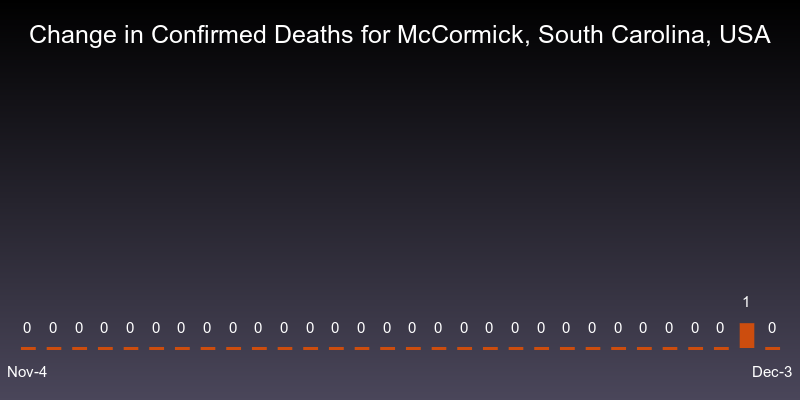 Change in Confirmed Deaths for McCormick, South Carolina, USA
1
0 0 0 0 0 0 0 0 0 0 0 0 0 0 0 0 0 0 0 0 0 0 0 0 0 0 0 0 0
Nov-4 Dec-3